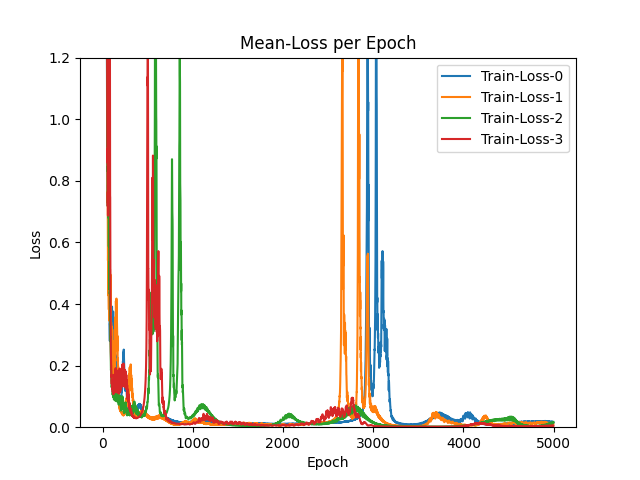 Mean-Loss per Epoch
Train-Loss-0
Train-Loss-1
Train-Loss-2
Train-Loss-3
Loss
1.2
1.0
0.8
0.6
0.4
0.2
0.0
0
1000
2000
3000
4000
5000
Epoch